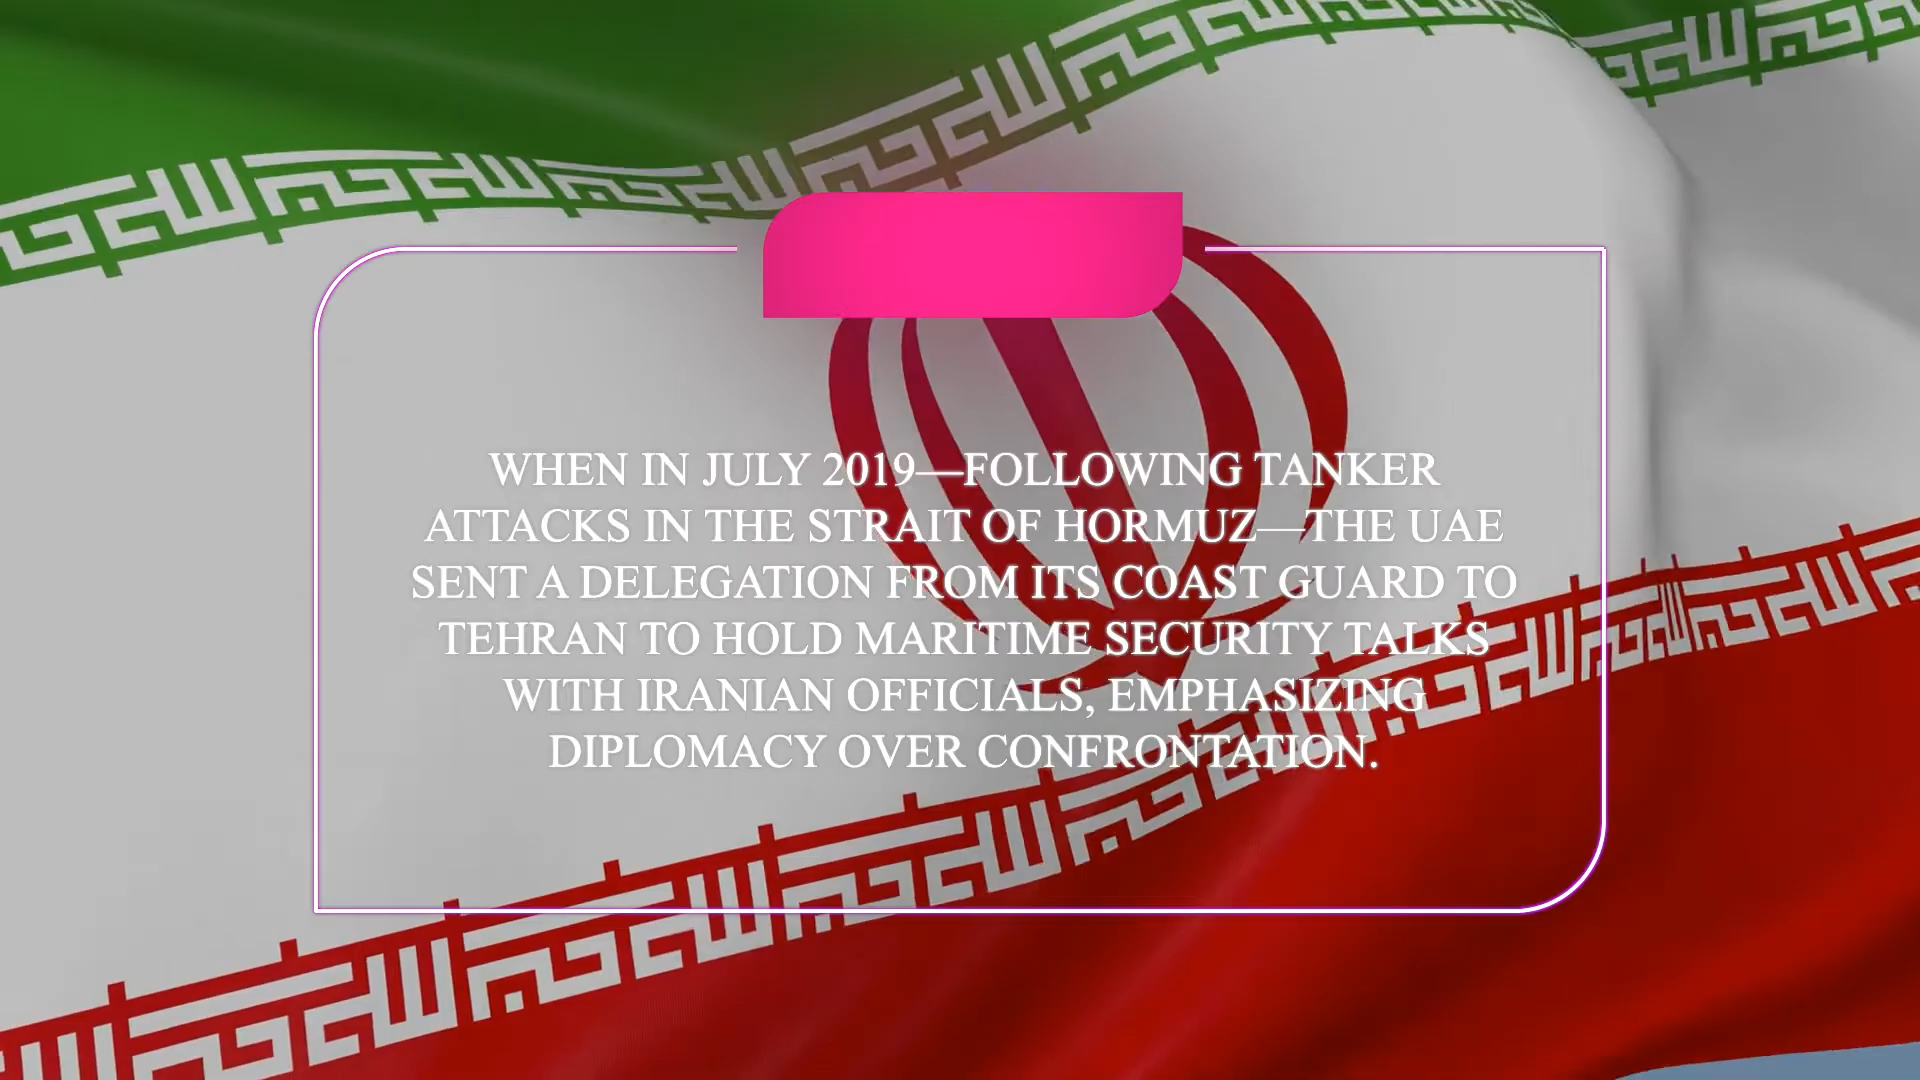 WHEN IN JULY 2019—FOLLOWING TANKER
ATTACKS IN THE STRAIT OF HORMUZ—THE UAE
SENT A DELEGATION FROM ITS COAST GUARD TO
TEHRAN TO HOLD MARITIME SECURITY TALKS
WITH IRANIAN OFFICIALS, EMPHASIZING
DIPLOMACY OVER CONFRONTATION.